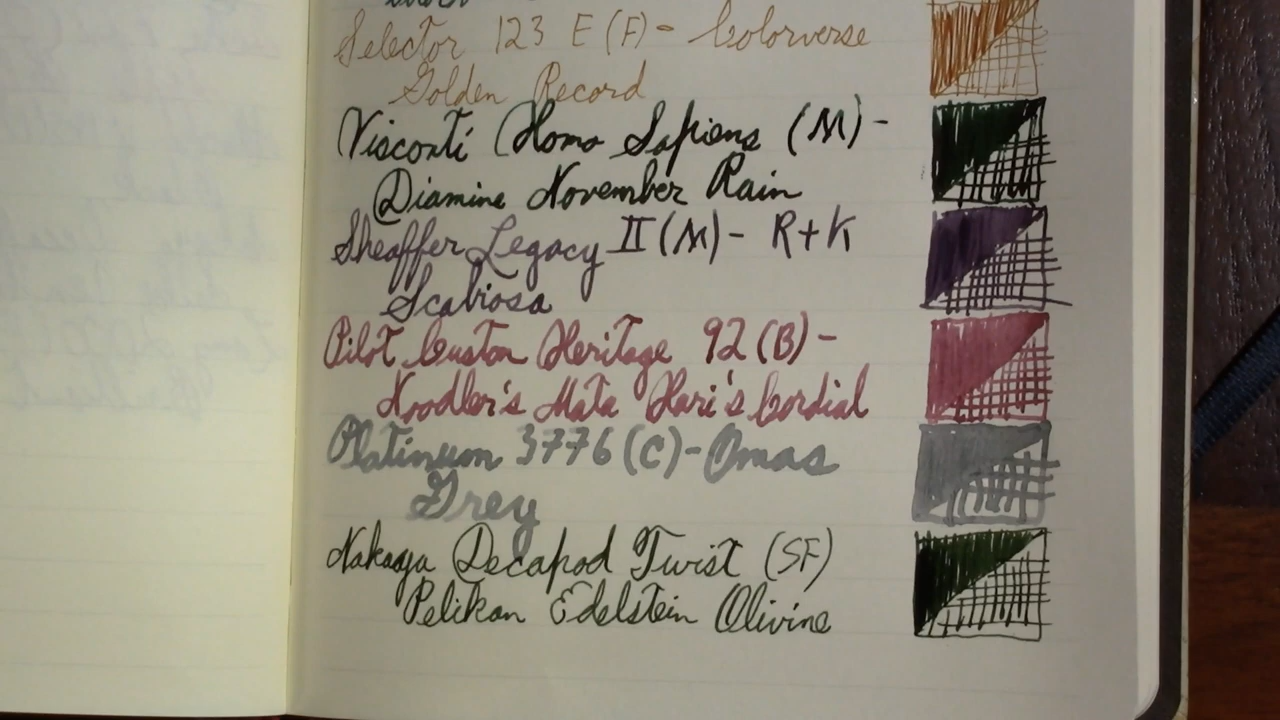 Selector 123 E (F) - Colorverse
Golden Record
Visconti Homo Sapiens (M) -
Diamine November Rain
Sheaffer Legacy II (M) - R+K
Scabiosa
Pilot Custom Heritage 92 (B) -
Noodler's Mata Hari's Cordial
Platinum 3776 (C) - Omas
Grey
Nakaya Decapod Twist (SF)
Pelikan Edelstein Olivine